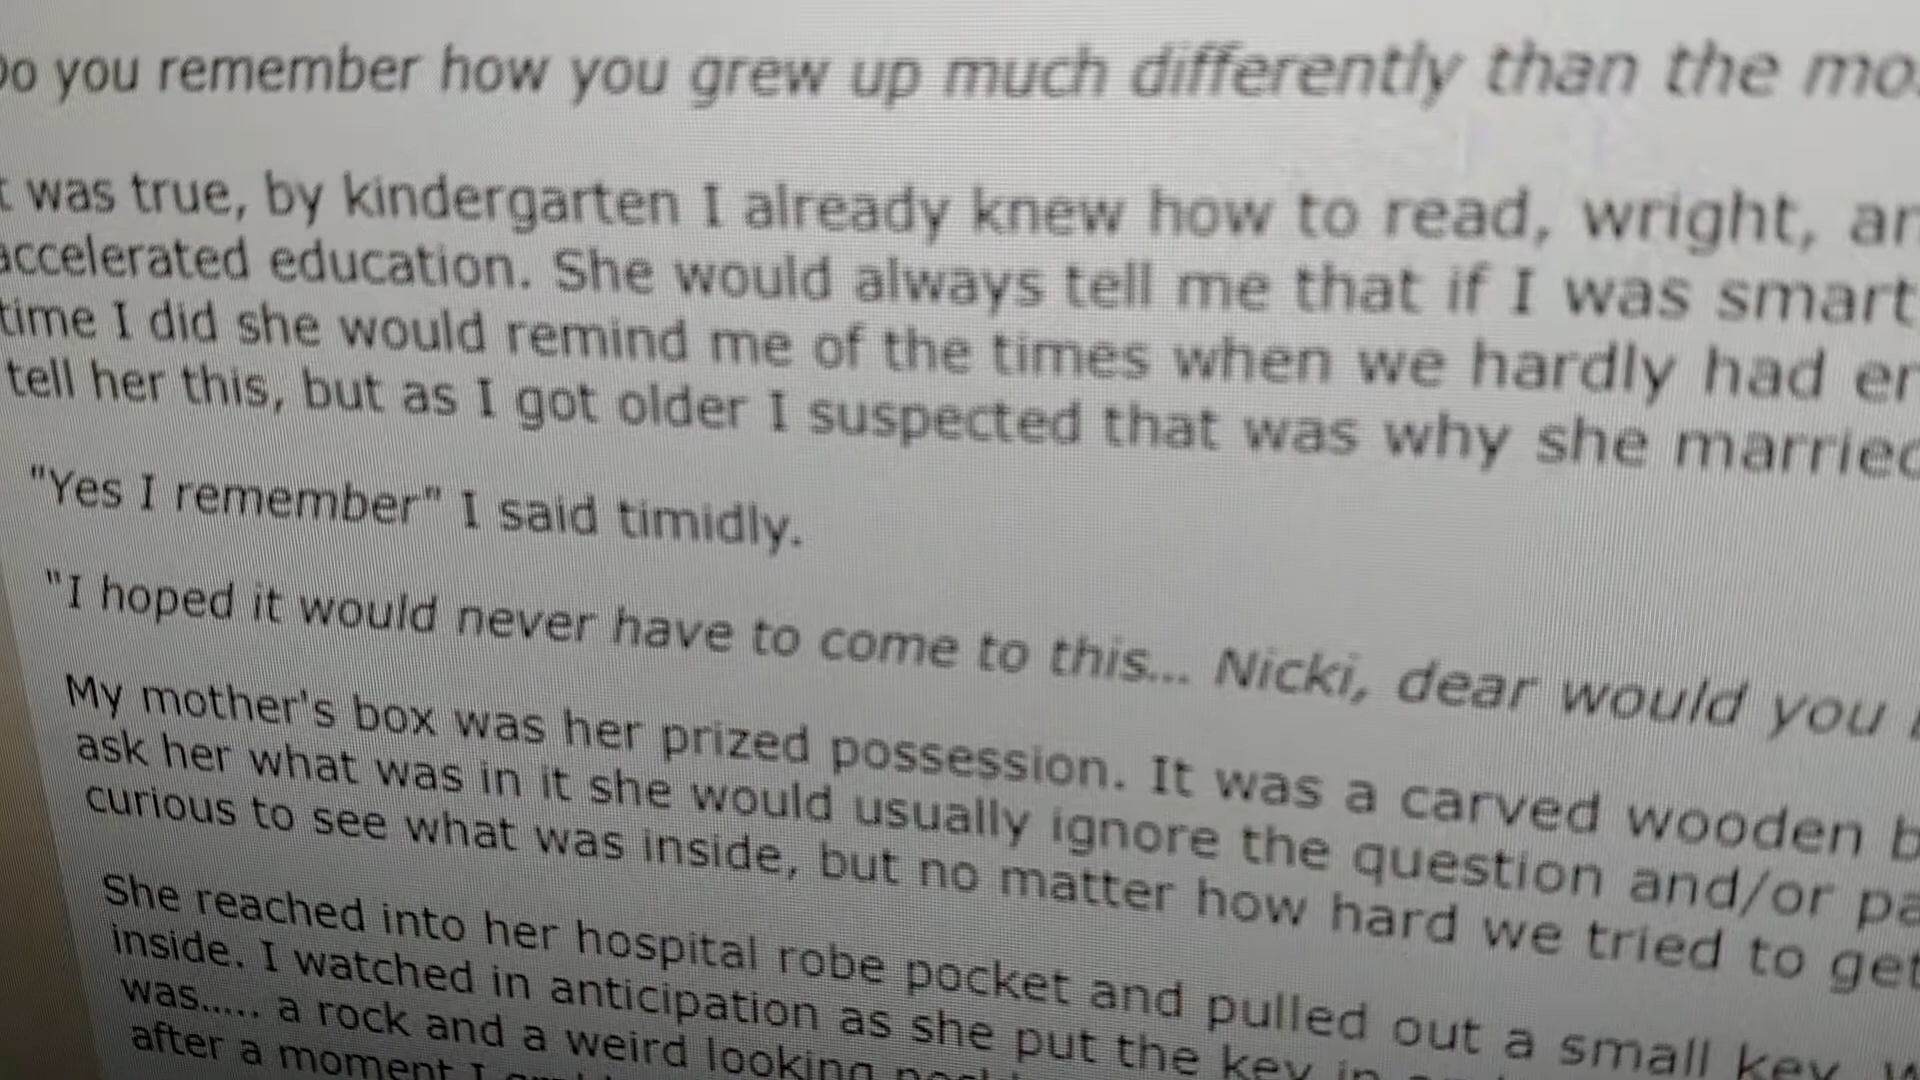 you remember how you grew up much differently than the
was true, by kindergarten I already knew how to read, wright,
accelerated education. She would always tell me that if I was smart
time I did she would remind me of the times when we hardly had
tell her this, but as I got older I suspected that was why she married
"Yes I remember" I said timidly.
"I hoped it would never have to come to this... Nicki, dear would you
My mother's box was her prized possession. It was a carved wooden
ask her what was in it she would usually ignore the question and/or
curious to see what was inside, but no matter how hard we tried to get
She reached into her hospital robe pocket and pulled out a small key.
inside. I watched in anticipation as she put the key in
was..... a rock and a weird looking
after a moment I